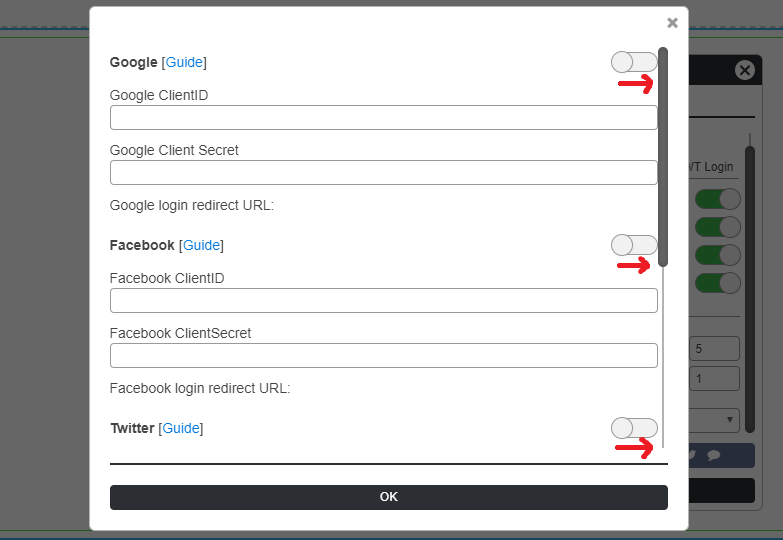 Google [Guide]
Google ClientID
Google Client Secret
Google login redirect URL:
Facebook [Guide]
Facebook ClientID
Facebook ClientSecret
Facebook login redirect URL:
Twitter [Guide]
OK
Login
5
1